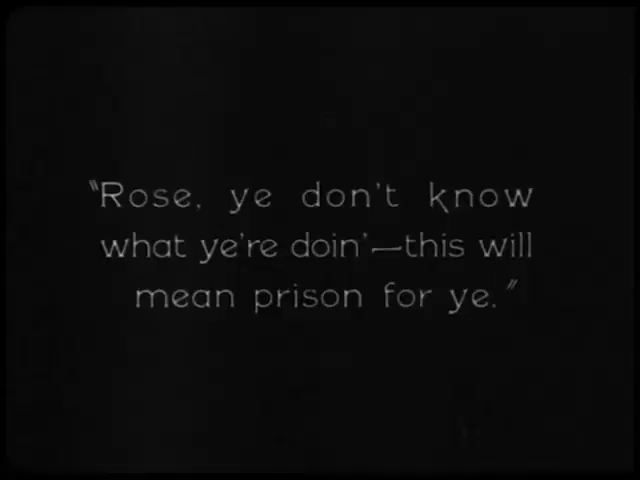 "Rose, ye don't know
what ye're doin'—this will
mean prison for ye."